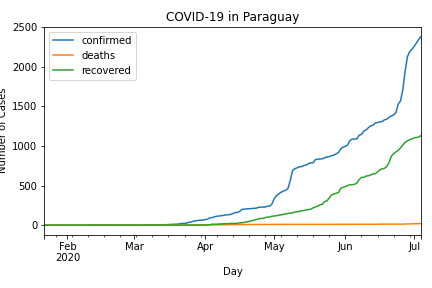 COVID-19 in Paraguay
2500
2000
1500
1000
500
0
Number of Cases
confirmed
deaths
recovered
Feb
2020
Mar
Apr
May
Jun
Jul
Day